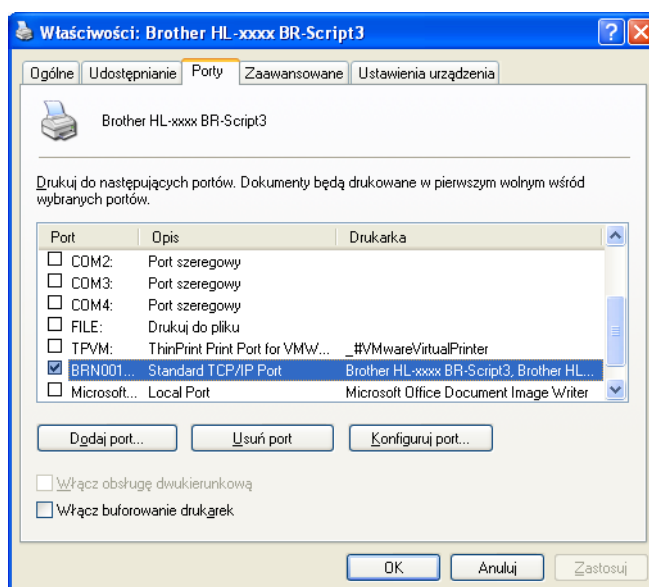 Właściwości: Brother HL-xxxx BR-Script3
Ogólne Udostępnianie Porty Zaawansowane Ustawienia urządzenia
Brother HL-xxxx BR-Script3
Drukuj do następujących portów. Dokumenty będą drukowane w pierwszym wolnym wśród
wybranych portów.
Port Opis Drukarka
COM2: Port szeregowy
COM3: Port szeregowy
COM4: Port szeregowy
FILE: Drukuj do pliku
TPVM: ThinPrint Print Port for VMW... _#VMwareVirtualPrinter
BRN001... Standard TCP/IP Port Brother HL-xxxx BR-Script3, Brother HL...
Microsoft... Local Port Microsoft Office Document Image Writer
Dodaj port... Usuń port Konfiguruj port...
Włącz obsługę dwukierunkową
Włącz buforowanie drukarek
OK Anuluj Zastosuj